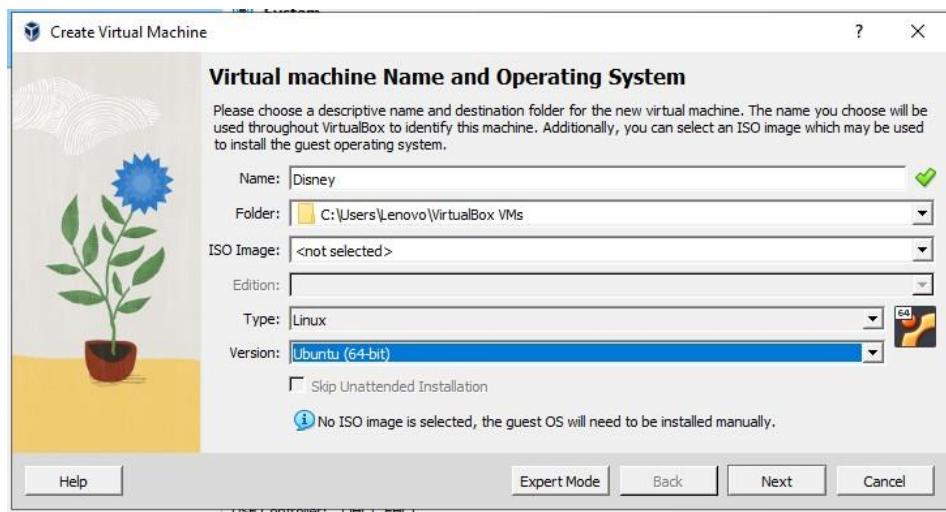 Create Virtual Machine
?
Virtual machine Name and Operating System
Please choose a descriptive name and destination folder for the new virtual machine. The name you choose will be
used throughout VirtualBox to identify this machine. Additionally, you can select an ISO image which may be used
to install the guest operating system.
Name: Disney
Folder: C:\Users\Lenovo\VirtualBox VMs
ISO Image: <not selected>
Edition:
Type: Linux
64
Version: Ubuntu (64-bit)
Skip Unattended Installation
No ISO image is selected, the guest OS will need to be installed manually.
Help Expert Mode Back Next Cancel